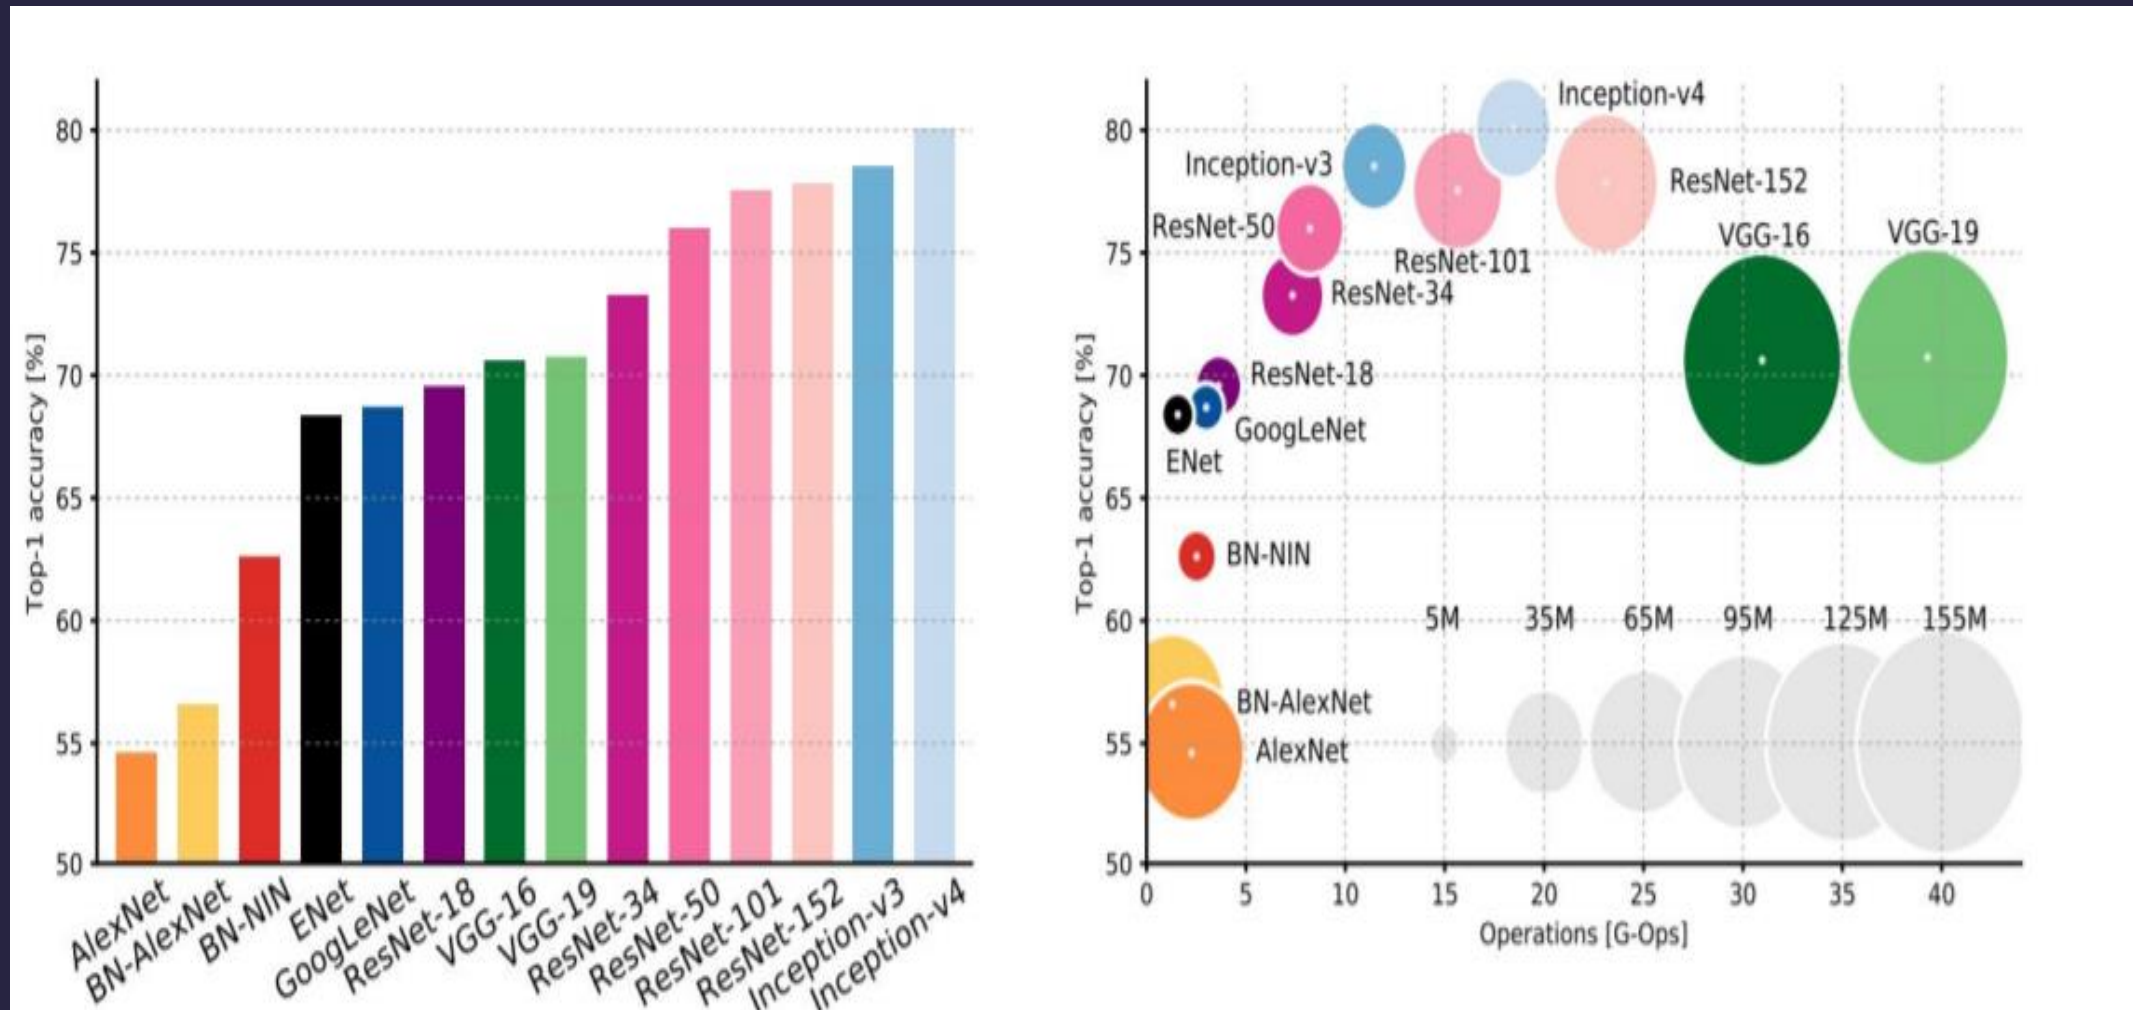 80
75
70
65
60
55
50
Top-1 accuracy [%]
AlexNet
BN-AlexNet
BN-NIN
ENet
GoogLeNet
ResNet-18
VGG-16
VGG-19
ResNet-34
ResNet-50
ResNet-101
ResNet-152
Inception-v3
Inception-v4
80
75
70
65
60
55
50
Top-1 accuracy [%]
Inception-v4
Inception-v3
ResNet-152
ResNet-50
VGG-16
VGG-19
ResNet-101
ResNet-34
ResNet-18
GoogLeNet
ENet
BN-NIN
5M 35M 65M 95M 125M 155M
BN-AlexNet
AlexNet
0 5 10 15 20 25 30 35 40
Operations [G-Ops]